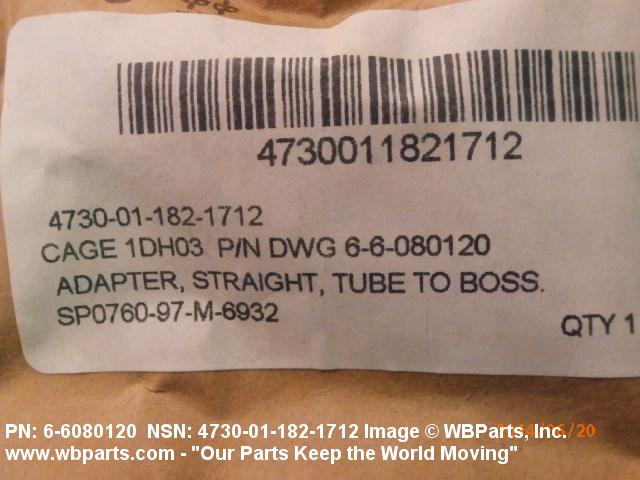 4730011821712
4730-01-182-1712
CAGE 1DH03 P/N DWG 6-6-080120
ADAPTER, STRAIGHT, TUBE TO BOSS.
SP0760-97-M-6932
QTY 1
PN: 6-6080120 NSN: 4730-01-182-1712 Image © WBParts, Inc.
www.wbparts.com - "Our Parts Keep the World Moving"